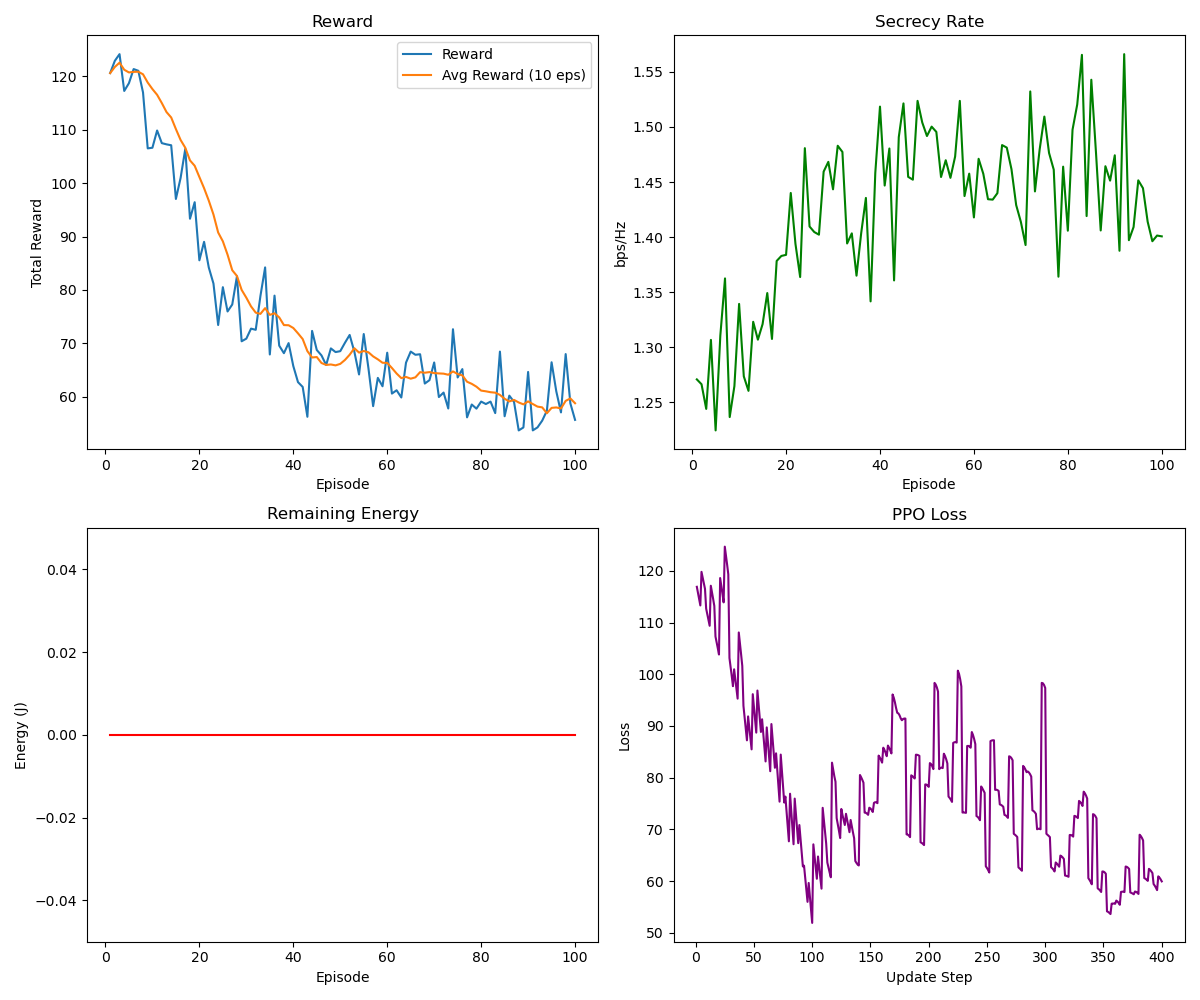 Reward
Total Reward
120
110
100
90
80
70
60
Reward
Avg Reward (10 eps)
0 20 40 60 80 100
Episode
Secrecy Rate
bps/Hz
1.55
1.50
1.45
1.40
1.35
1.30
1.25
0 20 40 60 80 100
Episode
Remaining Energy
Energy (J)
0.04
0.02
0.00
−0.02
−0.04
0 20 40 60 80 100
Episode
PPO Loss
Loss
120
110
100
90
80
70
60
50
0 50 100 150 200 250 300 350 400
Update Step